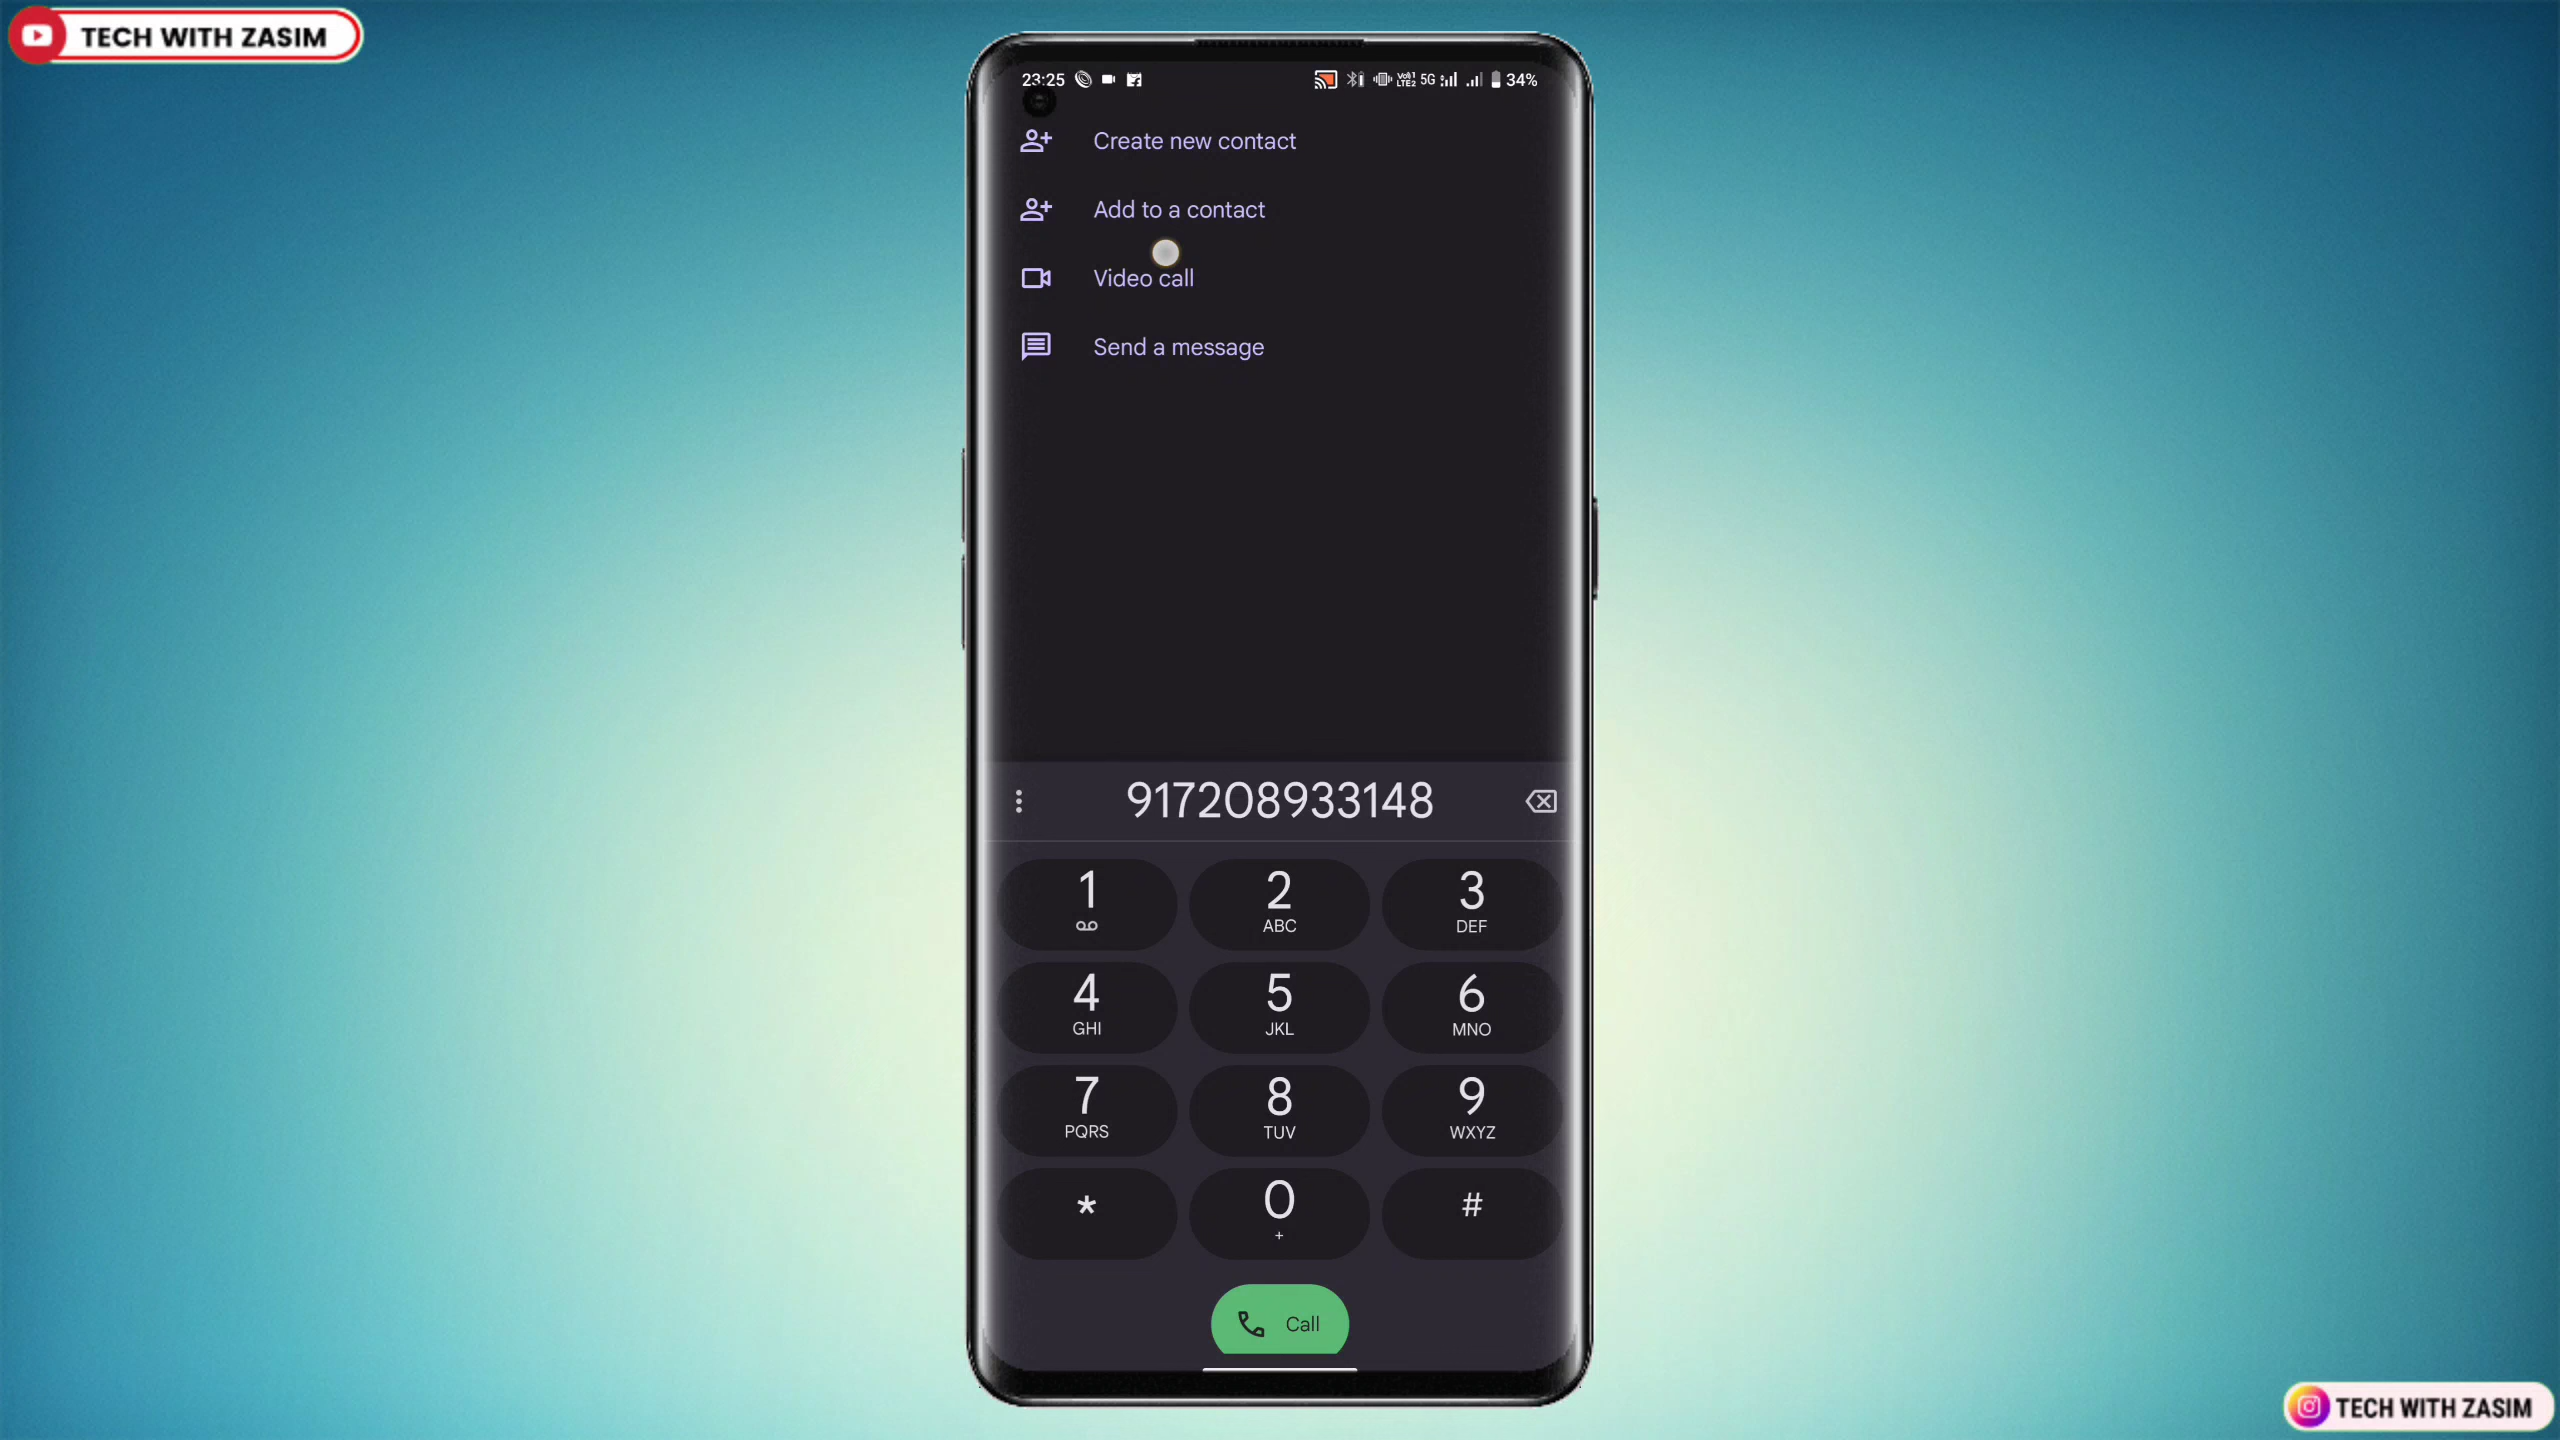 TECH WITH ZASIM
23:25
5G
34%
Create new contact
Add to a contact
Video call
Send a message
917208933148
1
2
ABC
3
DEF
4
GHI
5
JKL
6
MNO
7
PQRS
8
TUV
9
WXYZ
*
0
+
#
Call
TECH WITH ZASIM